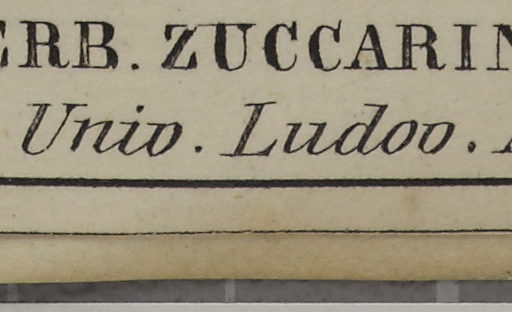 ERB. ZUCCARIN
Univ. Ludov.